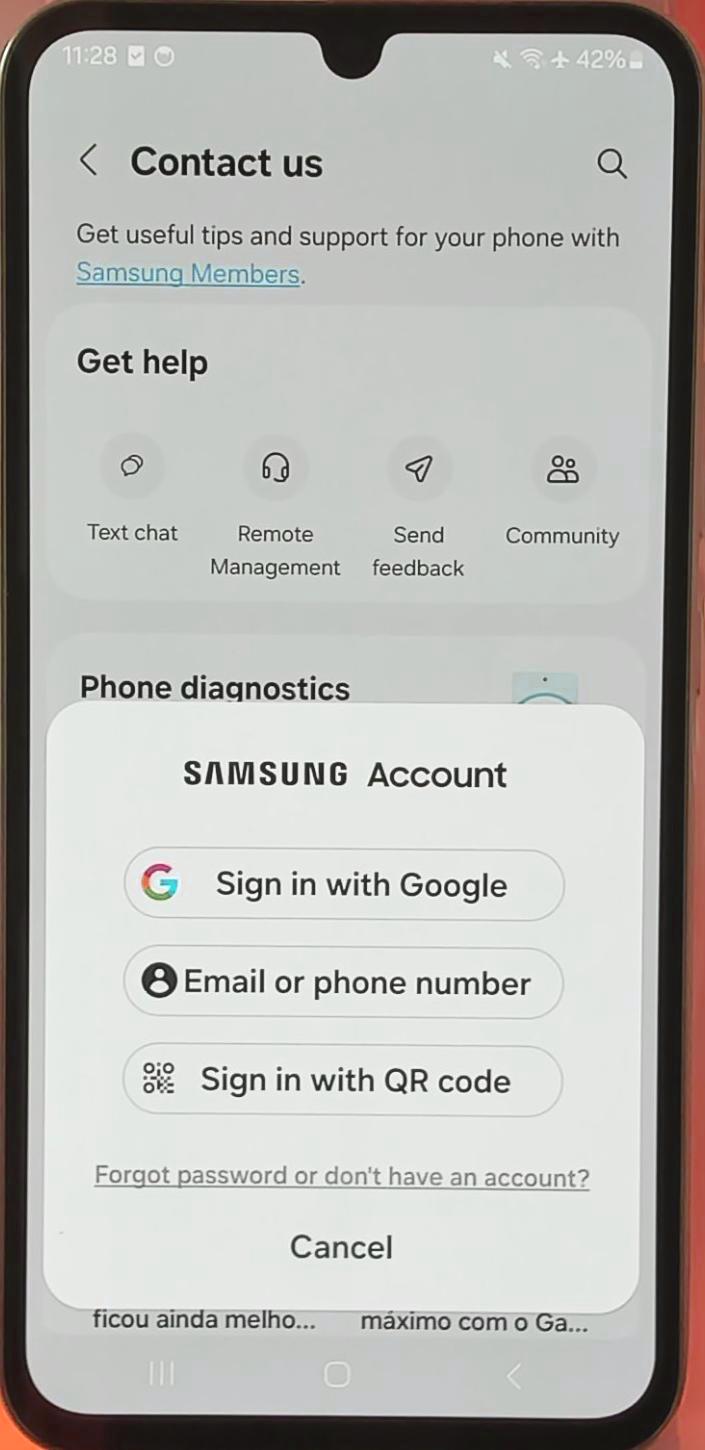 11:28 42%
Contact us
Get useful tips and support for your phone with
Samsung Members.
Get help
Text chat
Remote
Management
Send
feedback
Community
Phone diagnostics
SAMSUNG Account
Sign in with Google
Email or phone number
Sign in with QR code
Forgot password or don't have an account?
Cancel
ficou ainda melho... máximo com o Ga...